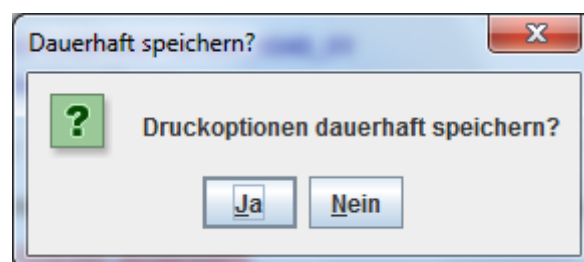 Dauerhaft speichern?
Druckoptionen dauerhaft speichern?
Ja
Nein